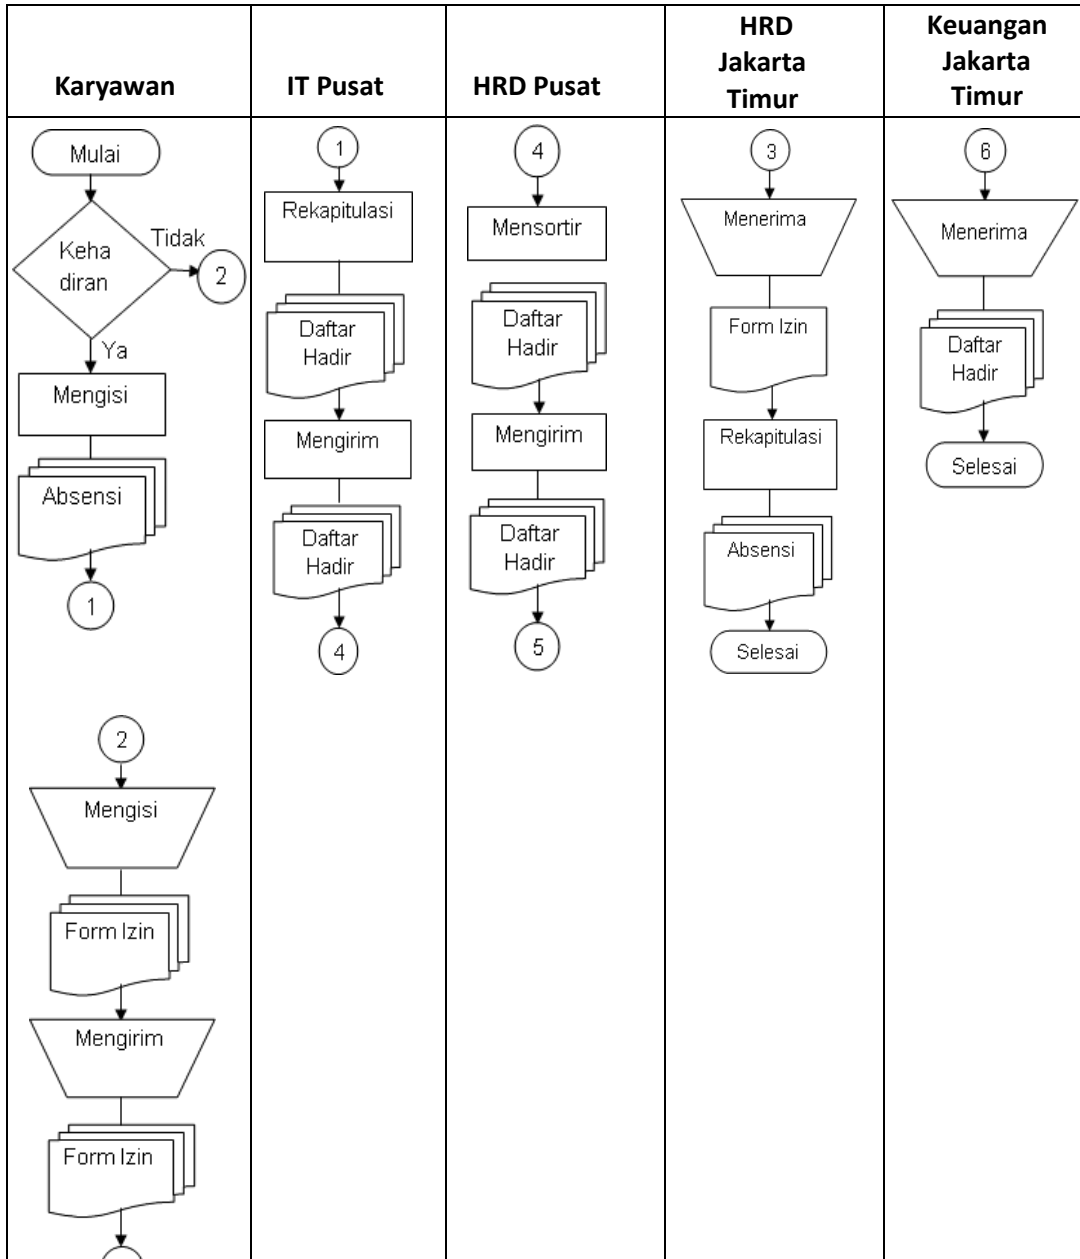 Karyawan
IT Pusat
HRD Pusat
HRD
Jakarta
Timur
Keuangan
Jakarta
Timur
Mulai
Keha
diran
Tidak
2
Ya
Mengisi
Absensi
1
2
Mengisi
Form Izin
Mengirim
Form Izin
1
Rekapitulasi
Daftar
Hadir
Mengirim
Daftar
Hadir
4
4
Mensortir
Daftar
Hadir
Mengirim
Daftar
Hadir
5
3
Menerima
Form Izin
Rekapitulasi
Absensi
Selesai
6
Menerima
Daftar
Hadir
Selesai